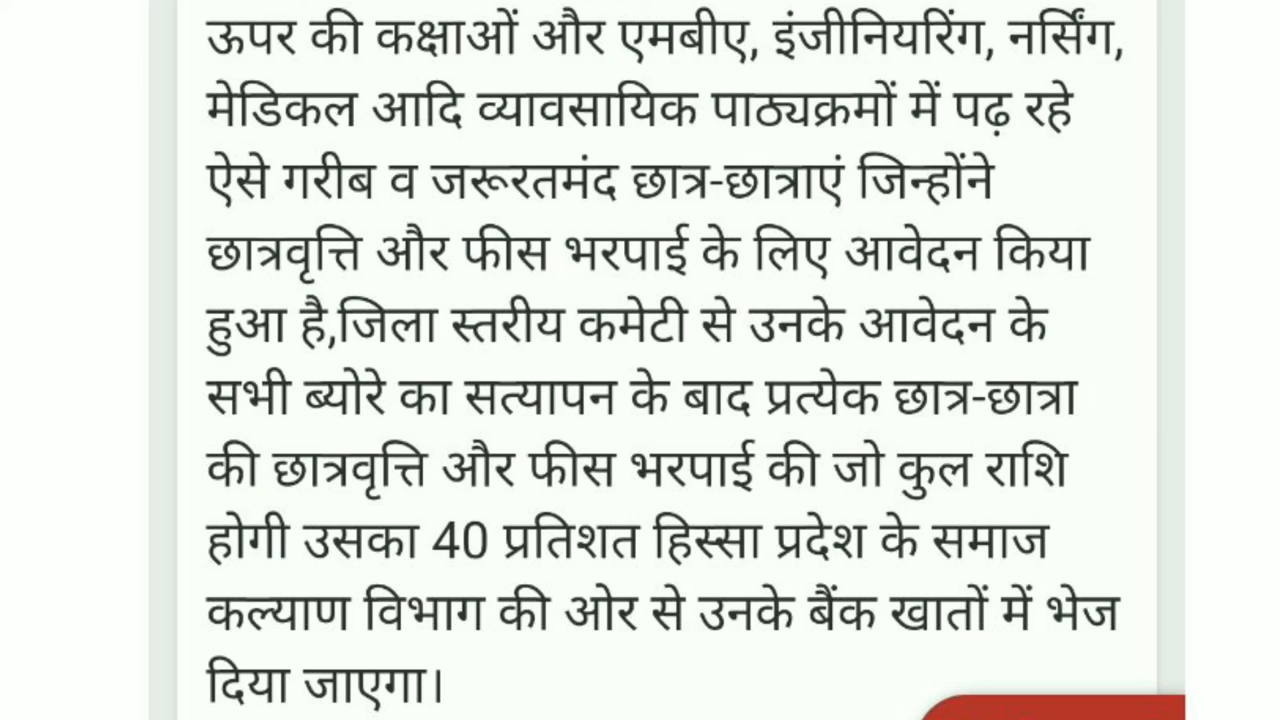 ऊपर की कक्षाओं और एमबीए, इंजीनियरिंग, नर्सिंग,
मेडिकल आदि व्यावसायिक पाठ्यक्रमों में पढ़ रहे
ऐसे गरीब व जरूरतमंद छात्र-छात्राएं जिन्होंने
छात्रवृत्ति और फीस भरपाई के लिए आवेदन किया
हुआ है,जिला स्तरीय कमेटी से उनके आवेदन के
सभी ब्योरे का सत्यापन के बाद प्रत्येक छात्र-छात्रा
की छात्रवृत्ति और फीस भरपाई की जो कुल राशि
होगी उसका 40 प्रतिशत हिस्सा प्रदेश के समाज
कल्याण विभाग की ओर से उनके बैंक खातों में भेज
दिया जाएगा।